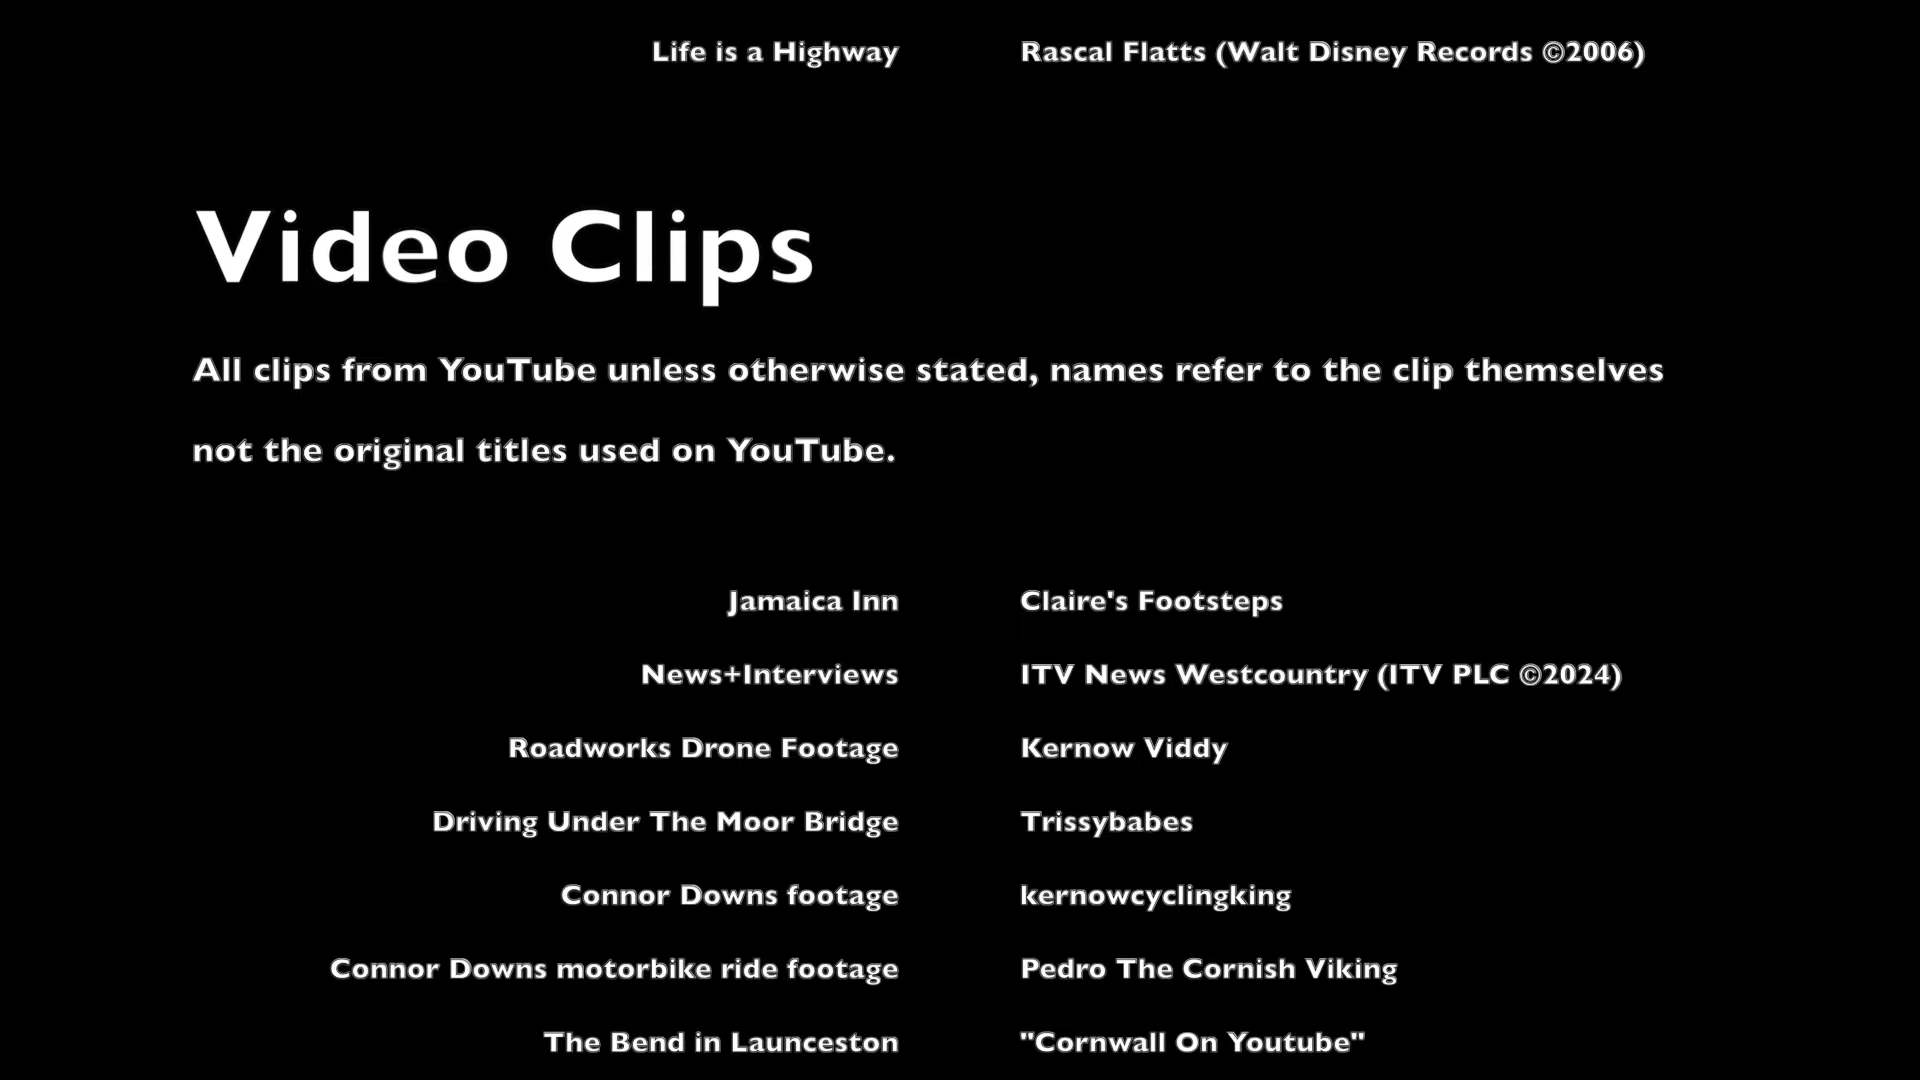 Life is a Highway Rascal Flatts (Walt Disney Records ©2006)
Video Clips
All clips from YouTube unless otherwise stated, names refer to the clip themselves
not the original titles used on YouTube.
Jamaica Inn Claire's Footsteps
News+Interviews ITV News Westcountry (ITV PLC ©2024)
Roadworks Drone Footage Kernow Viddy
Driving Under The Moor Bridge Trissybabes
Connor Downs footage kernowcyclingking
Connor Downs motorbike ride footage Pedro The Cornish Viking
The Bend in Launceston "Cornwall On Youtube"